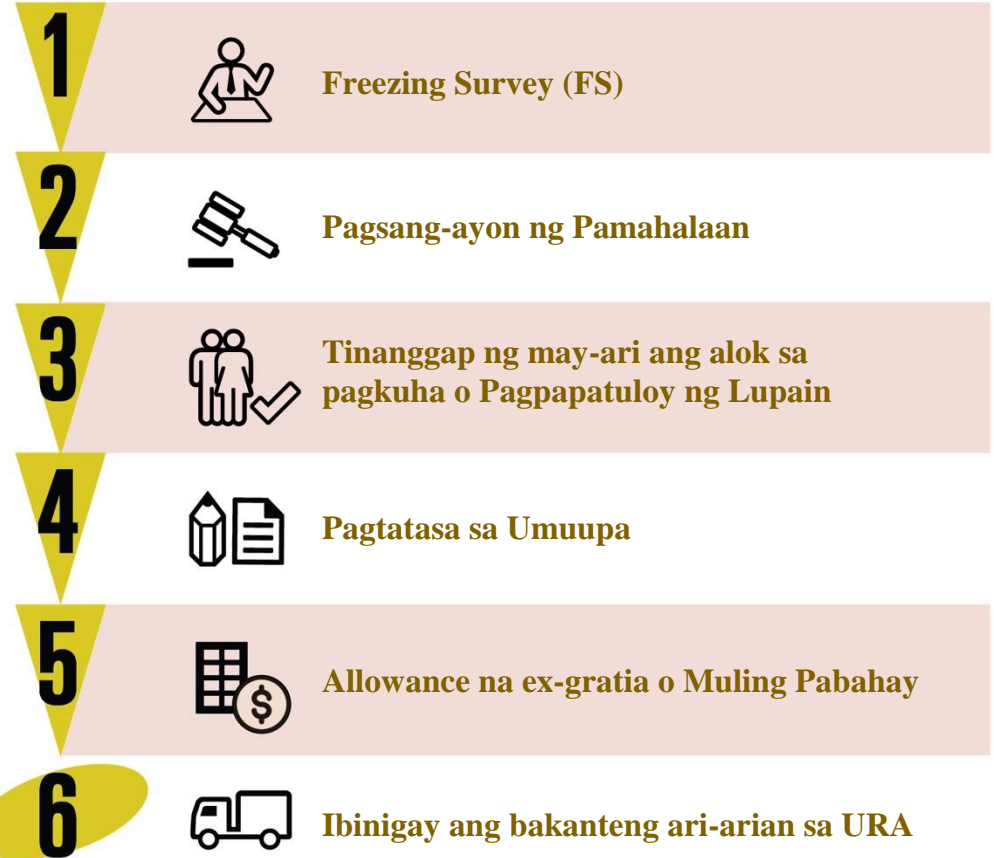 1
Freezing Survey (FS)
2
Pagsang-ayon ng Pamahalaan
3
Tinanggap ng may-ari ang alok sa
pagkuha o Pagpapatuloy ng Lupain
4
Pagtatasa sa Umuupa
5
Allowance na ex-gratia o Muling Pabahay
$
6
Ibinigay ang bakanteng ari-arian sa URA